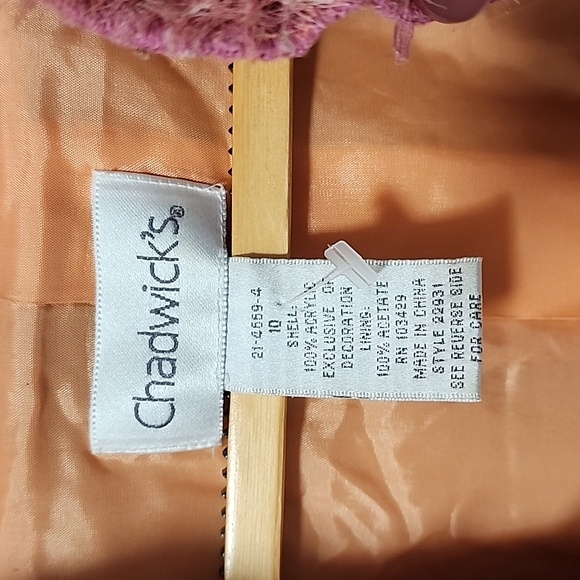 Chadwick's®
21-4669-4
10
SHELL:
100% ACRYLIC
EXCLUSIVE OF
DECORATION
LINING:
100% ACETATE
RN 103429
MADE IN CHINA
STYLE 22931
SEE REVERSE SIDE
FOR CARE